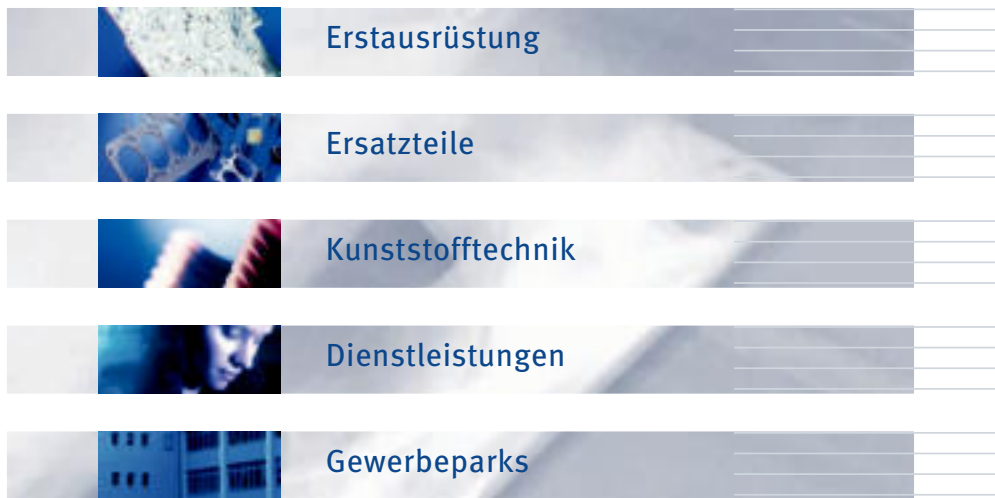 Erstausrüstung
Ersatzteile
Kunststofftechnik
Dienstleistungen
Gewerbeparks